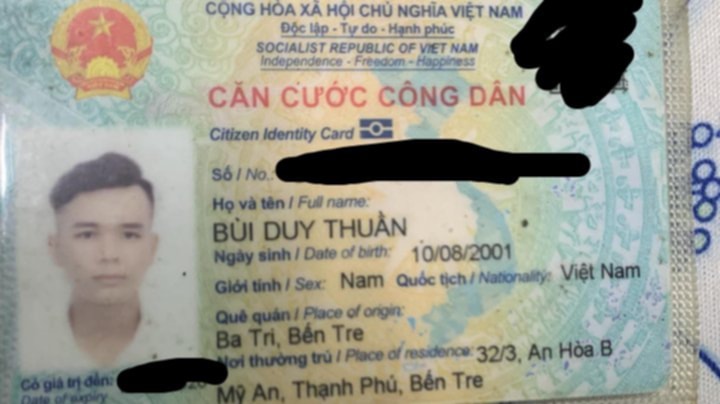 CỘNG HÒA XÃ HỘI CHỦ NGHĨA VIỆT NAM
Độc lập - Tự do - Hạnh phúc
SOCIALIST REPUBLIC OF VIET NAM
Independence - Freedom - Happiness
CĂN CƯỚC CÔNG DÂN
Citizen Identity Card
Số / No.:
Họ và tên / Full name:
BÙI DUY THUẦN
Ngày sinh / Date of birth: 10/08/2001
Giới tính / Sex: Nam Quốc tịch / Nationality: Việt Nam
Quê quán / Place of origin:
Ba Tri, Bến Tre
Nơi thường trú / Place of residence: 32/3, An Hòa B
Mỹ An, Thạnh Phú, Bến Tre
Có giá trị đến:
Date of expiry